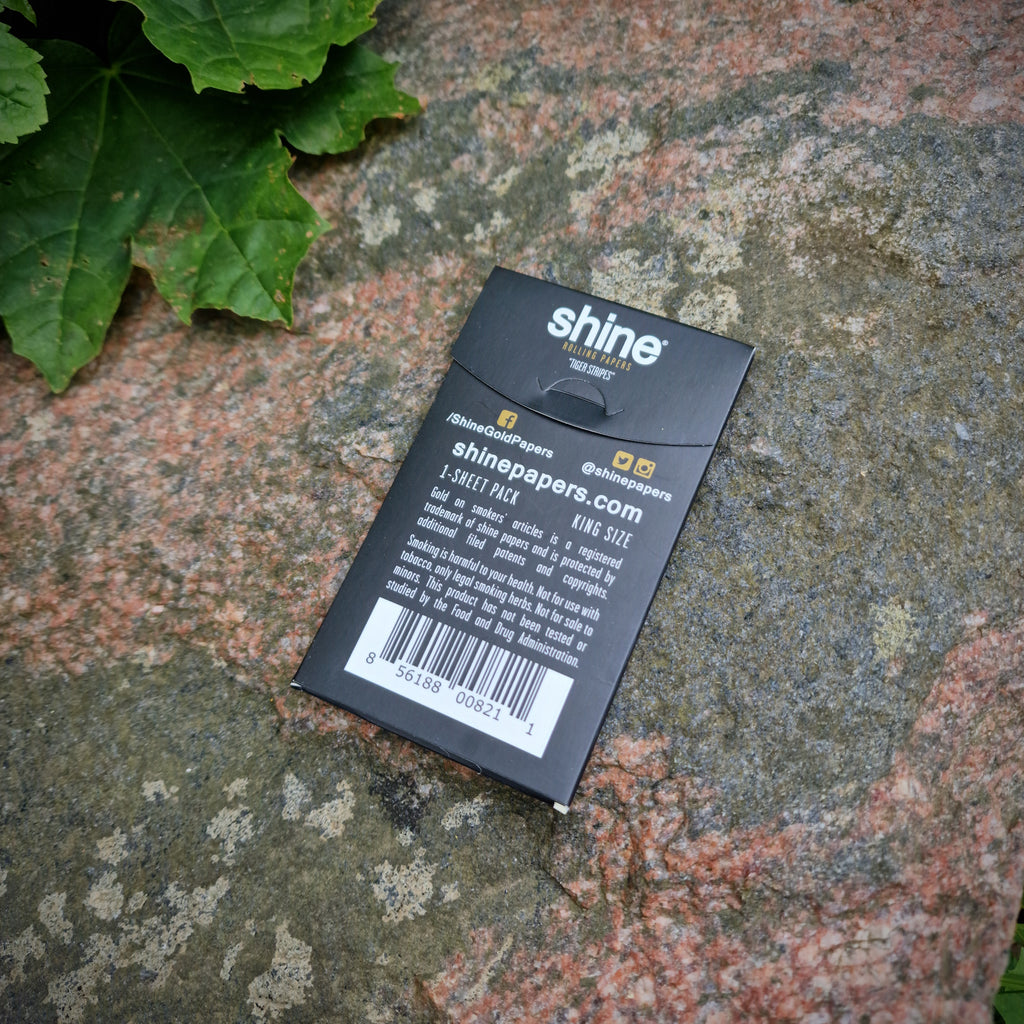 shine®
ROLLING PAPERS
"TIGER STRIPES"
/ShineGoldPapers
@shinepapers
shinepapers.com
1-SHEET PACK
KING SIZE
Gold on smokers' articles is a registered
trademark of shine papers and is protected by
additional filed patents and copyrights.
Smoking is harmful to your health. Not for use with
tobacco, only legal smoking herbs. Not for sale to
minors. This product has not been tested or
studied by the Food and Drug Administration.
8 56188 00821 1